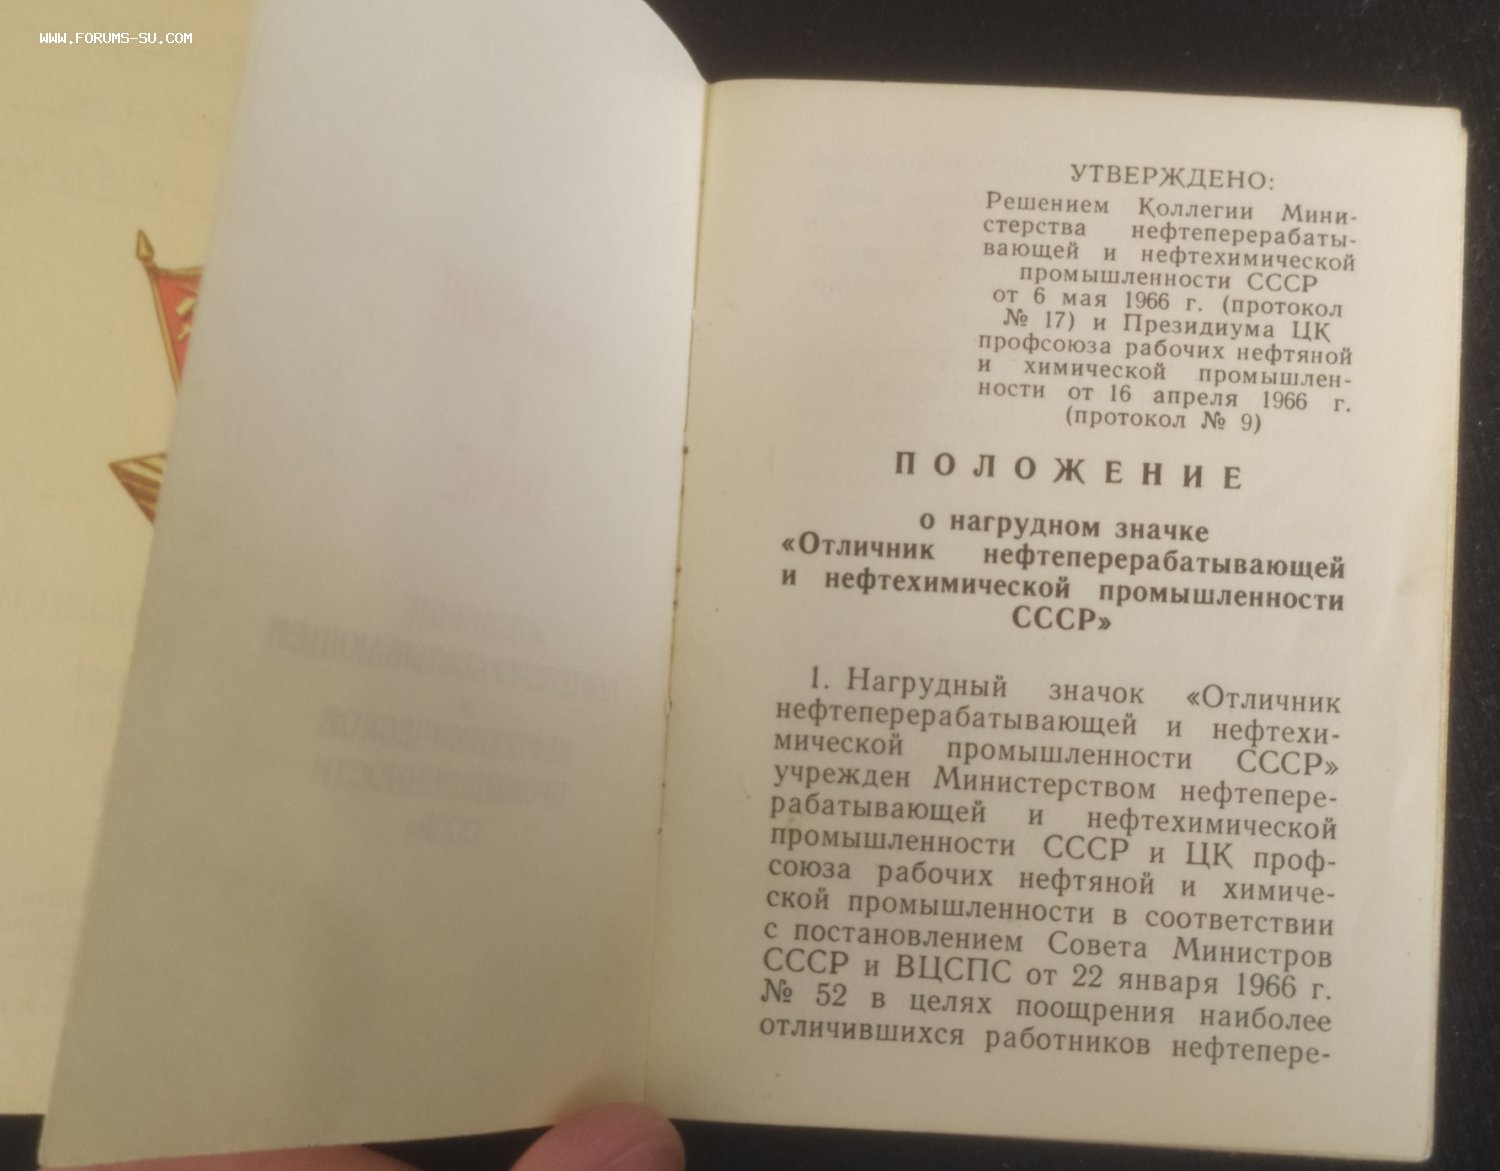 WWW.FORUMS-SU.COM
УТВЕРЖДЕНО:
Решением Коллегии Мини-
стерства нефтеперерабаты-
вающей и нефтехимической
промышленности СССР
от 6 мая 1966 г. (протокол
№ 17) и Президиума ЦК
профсоюза рабочих нефтяной
и химической промышлен-
ности от 16 апреля 1966 г.
(протокол № 9)
ПОЛОЖЕНИЕ
о нагрудном значке
«Отличник нефтеперерабатывающей
и нефтехимической промышленности
СССР»
1. Нагрудный значок «Отличник
нефтеперерабатывающей и нефтехи-
мической промышленности СССР»
учрежден Министерством нефтепере-
рабатывающей и нефтехимической
промышленности СССР и ЦК проф-
союза рабочих нефтяной и химиче-
ской промышленности в соответствии
с постановлением Совета Министров
СССР и ВЦСПС от 22 января 1966 г.
№ 52 в целях поощрения наиболее
отличившихся работников нефтепере-